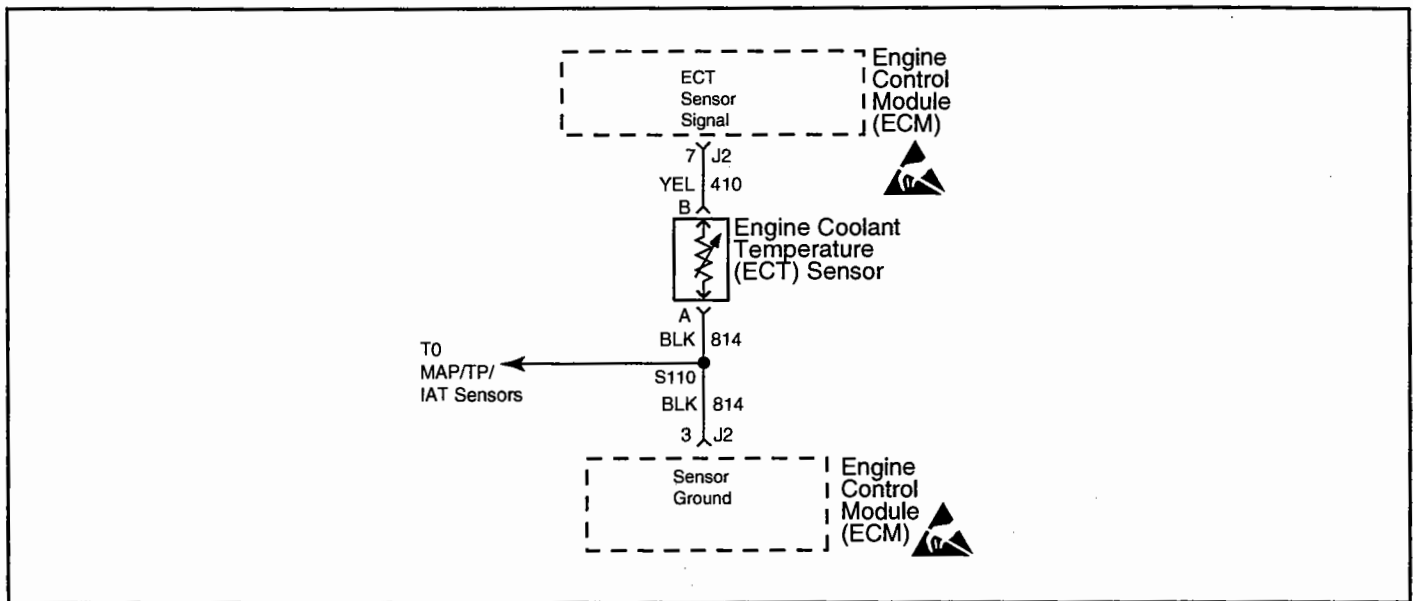 ECT
Sensor
Signal
Engine
Control
Module
(ECM)
7 J2
YEL 410
B
Engine Coolant
Temperature
(ECT) Sensor
A
BLK 814
T0
MAP/TP/
IAT Sensors
S110
BLK 814
3 J2
Sensor
Ground
Engine
Control
Module
(ECM)